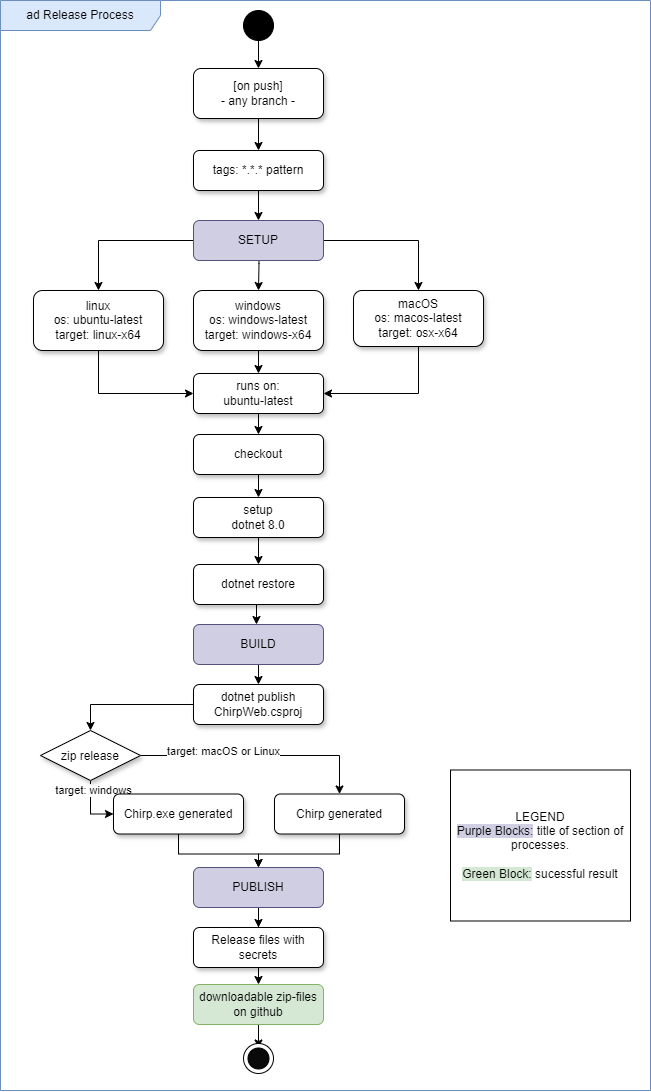 ad Release Process
[on push]
- any branch -
tags: *.*.* pattern
SETUP
linux
os: ubuntu-latest
target: linux-x64
windows
os: windows-latest
target: windows-x64
macOS
os: macos-latest
target: osx-x64
runs on:
ubuntu-latest
checkout
setup
dotnet 8.0
dotnet restore
BUILD
dotnet publish
ChirpWeb.csproj
zip release
target: macOS or Linux
target: windows
Chirp.exe generated
Chirp generated
PUBLISH
Release files with
secrets
downloadable zip-files
on github
LEGEND
Purple Blocks: title of section of
processes.
Green Block: sucessful result